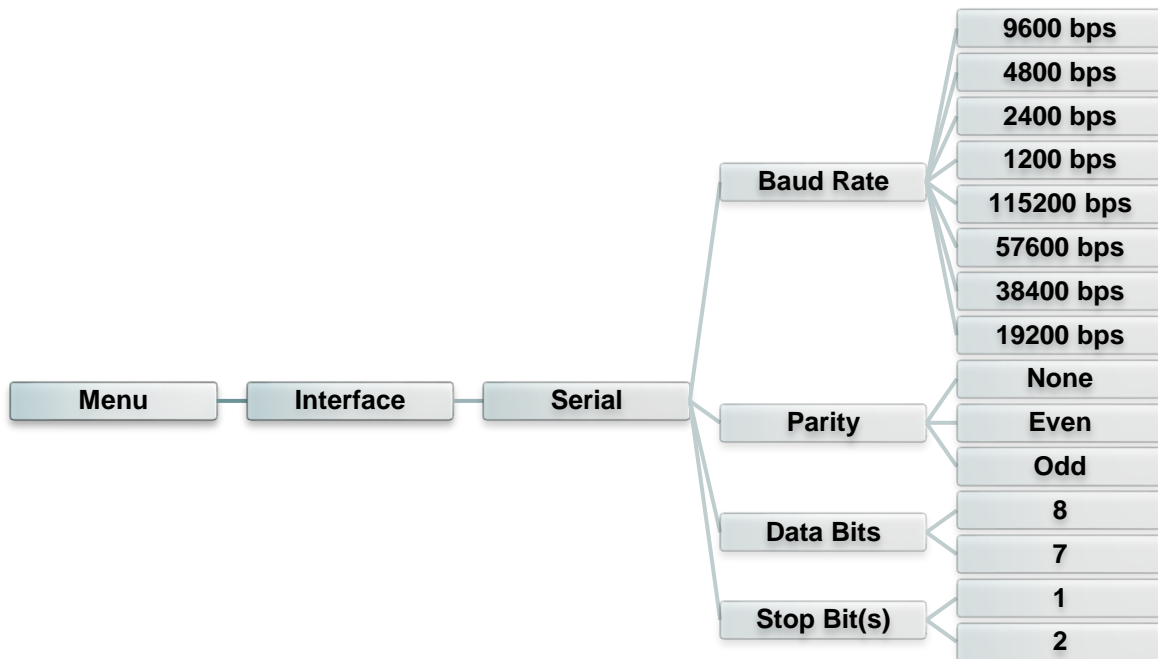 9600 bps
4800 bps
2400 bps
1200 bps
115200 bps
57600 bps
38400 bps
19200 bps
Baud Rate
None
Even
Odd
Menu
Interface
Serial
Parity
8
7
Data Bits
1
2
Stop Bit(s)